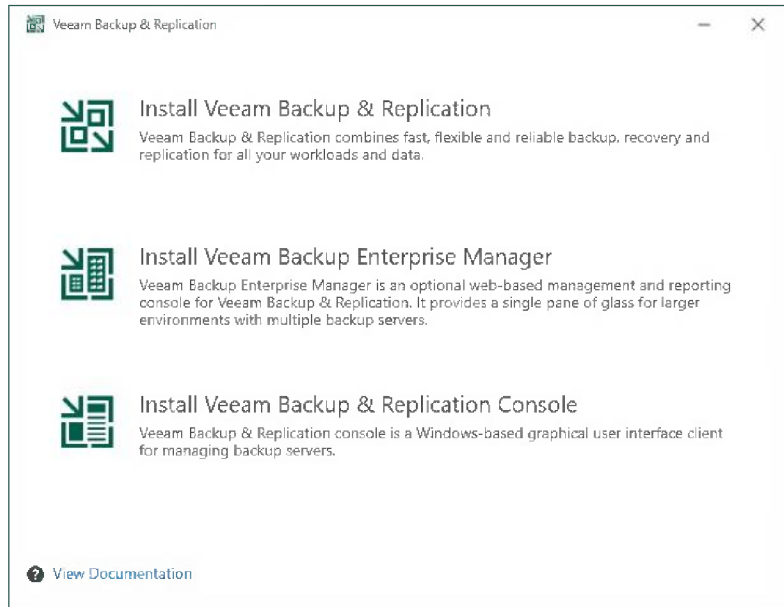 Veeam Backup & Replication
Install Veeam Backup & Replication
Veeam Backup & Replication combines fast, flexible and reliable backup, recovery and
replication for all your workloads and data.
Install Veeam Backup Enterprise Manager
Veeam Backup Enterprise Manager is an optional web-based management and reporting
console for Veeam Backup & Replication. It provides a single pane of glass for larger
environments with multiple backup servers.
Install Veeam Backup & Replication Console
Veeam Backup & Replication console is a Windows-based graphical user interface client
for managing backup servers.
View Documentation